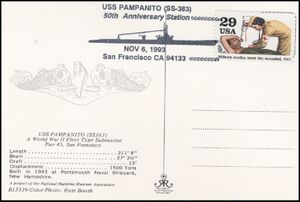 USS PAMPANITO (SS-383)
50th Anniversary Station
NOV 6, 1993
San Francisco CA 94133
29
USA
Military medics treat the wounded, 1943
USS PAMPANITO (SS383)
A World War II Fleet Type Submarine
Pier 45, San Francisco
Length 311' 8"
Beam 27' 3½"
Draft 15'
Displacement 1500 Tons
Built in 1943 at Portsmouth Naval Shipyard,
New Hampshire.
A project of the National Maritime Museum Association
B13539-Color Photo: Russ Booth